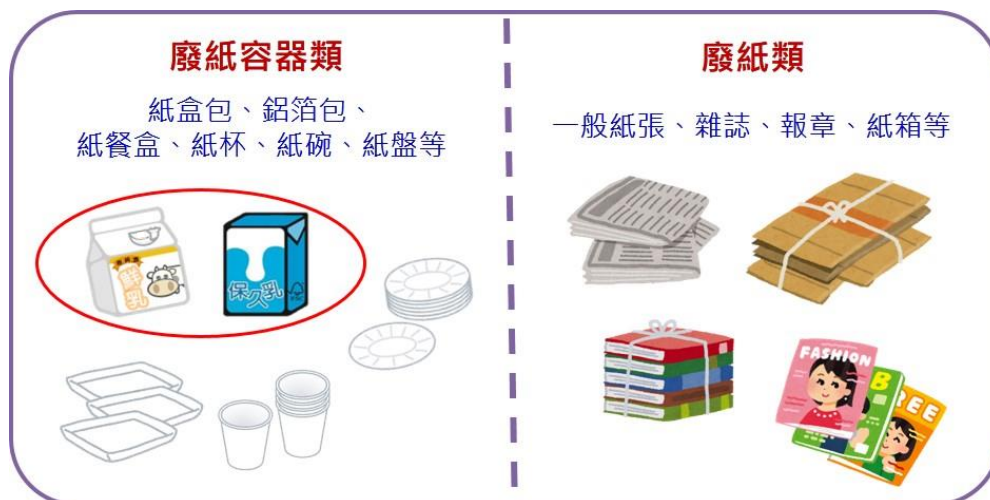 廢紙容器類
紙盒包、鋁箔包、
紙餐盒、紙杯、紙碗、紙盤等
鮮乳
保久乳
廢紙類
一般紙張、雜誌、報章、紙箱等
FASHION
B
REE